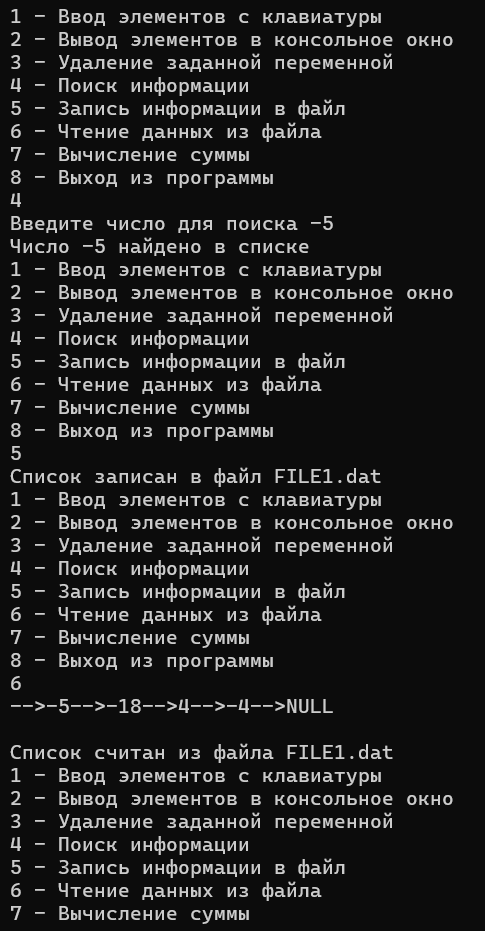 1 - Ввод элементов с клавиатуры
2 - Вывод элементов в консольное окно
3 - Удаление заданной переменной
4 - Поиск информации
5 - Запись информации в файл
6 - Чтение данных из файла
7 - Вычисление суммы
8 - Выход из программы
4
Введите число для поиска -5
Число -5 найдено в списке
1 - Ввод элементов с клавиатуры
2 - Вывод элементов в консольное окно
3 - Удаление заданной переменной
4 - Поиск информации
5 - Запись информации в файл
6 - Чтение данных из файла
7 - Вычисление суммы
8 - Выход из программы
5
Список записан в файл FILE1.dat
1 - Ввод элементов с клавиатуры
2 - Вывод элементов в консольное окно
3 - Удаление заданной переменной
4 - Поиск информации
5 - Запись информации в файл
6 - Чтение данных из файла
7 - Вычисление суммы
8 - Выход из программы
6
-->-5-->-18-->4-->-4-->NULL
Список считан из файла FILE1.dat
1 - Ввод элементов с клавиатуры
2 - Вывод элементов в консольное окно
3 - Удаление заданной переменной
4 - Поиск информации
5 - Запись информации в файл
6 - Чтение данных из файла
7 - Вычисление суммы